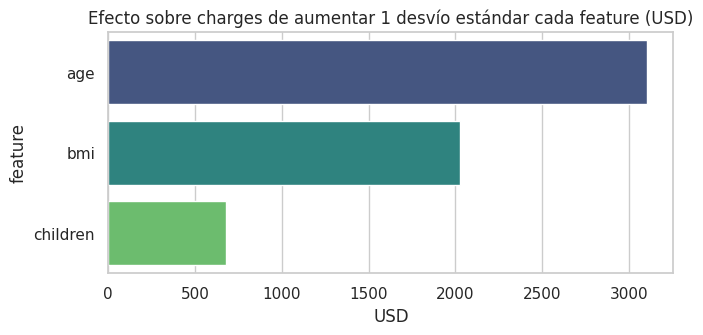 Efecto sobre charges de aumentar 1 desvío estándar cada feature (USD)
age
bmi
children
feature
0 500 1000 1500 2000 2500 3000
USD